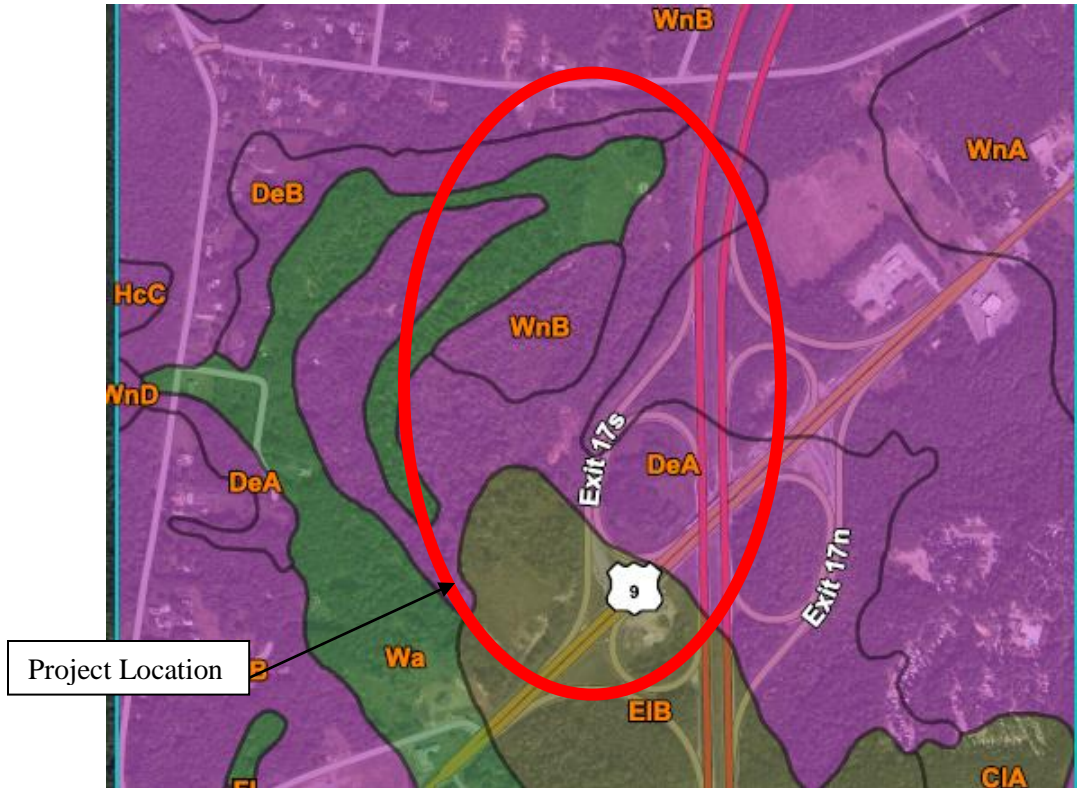 WnB
WnA
DeB
HcC
WnB
WnD
Exit 17s
DeA
DeA
Exit 17n
9
Wa
Project Location
B
ElB
ClA